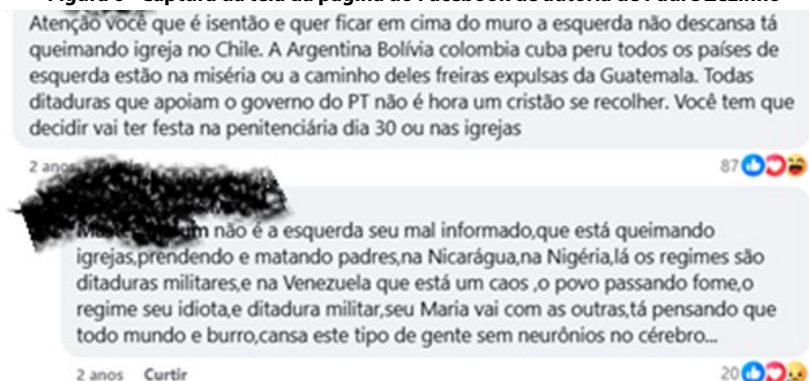 Atenção você que é isentão e quer ficar em cima do muro a esquerda não descansa tá
queimando igreja no Chile. A Argentina Bolívia colombia cuba peru todos os países de
esquerda estão na miséria ou a caminho deles freiras expulsas da Guatemala. Todas
ditaduras que apoiam o governo do PT não é hora um cristão se recolher. Você tem que
decidir vai ter festa na penitenciária dia 30 ou nas igrejas
2 anos 87
não é a esquerda seu mal informado,que está queimando
igrejas,prendendo e matando padres,na Nicarágua,na Nigéria,lá os regimes são
ditaduras militares,e na Venezuela que está um caos ,o povo passando fome,o
regime seu idiota,e ditadura militar,seu Maria vai com as outras,tá pensando que
todo mundo e burro,cansa este tipo de gente sem neurônios no cérebro...
2 anos Curtir 20